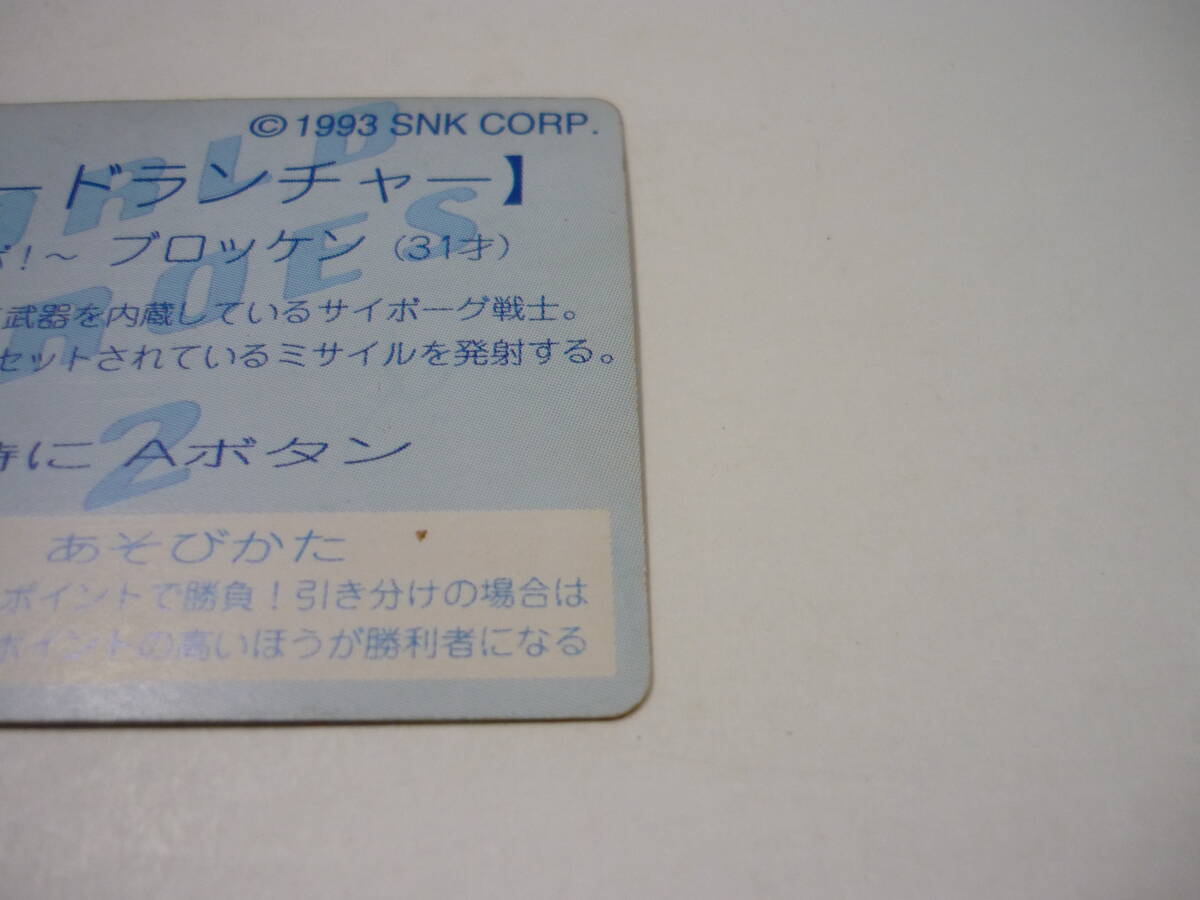 ©1993 SNK CORP.
ードランチャー】
!～ ブロッケン (31才)
武器を内蔵しているサイボーグ戦士。
セットされているミサイルを発射する。
時に Aボタン
WORLD
HEROES
2
あそびかた
ポイントで勝負！引き分けの場合は
ポイントの高いほうが勝利者になる